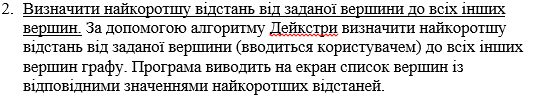 2. Визначити найкоротшу відстань від заданої вершини до всіх інших
вершин. За допомогою алгоритму Дейкстри визначити найкоротшу
відстань від заданої вершини (вводиться користувачем) до всіх інших
вершин графу. Програма виводить на екран список вершин із
відповідними значеннями найкоротших відстаней.